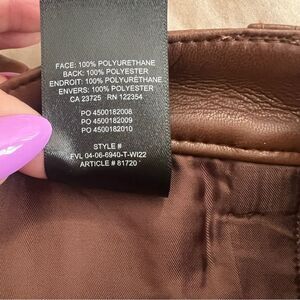 FACE: 100% POLYURETHANE
BACK: 100% POLYESTER
ENDROIT: 100% POLYURÉTHANE
ENVERS: 100% POLYESTER
CA 23725 RN 122354
PO 4500182008
PO 4500182009
PO 4500182010
STYLE #
FVL 04-06-6940-T-WI22
ARTICLE # 81720